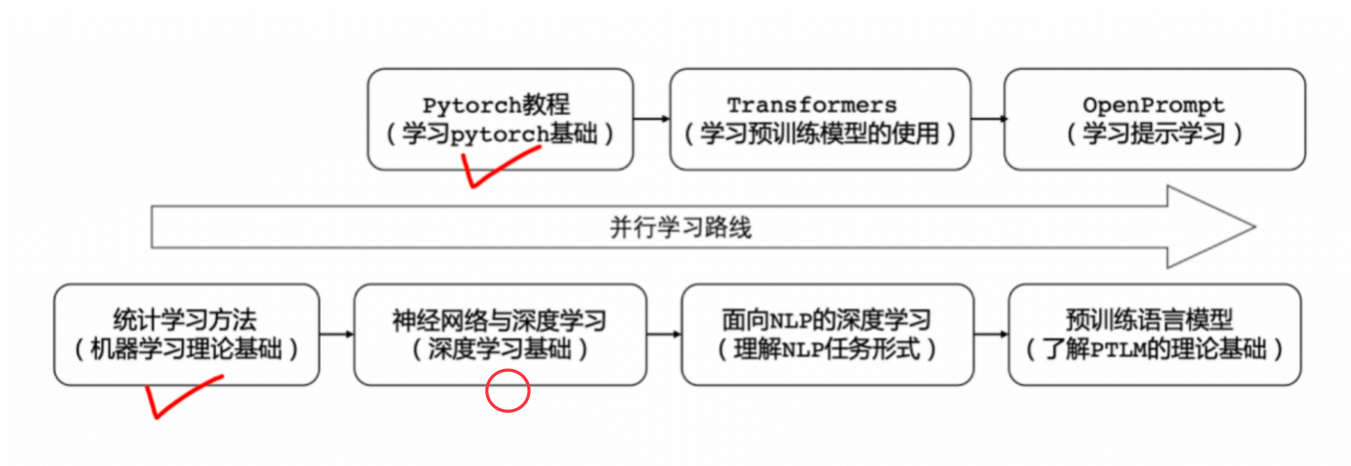 Pytorch教程
（学习pytorch基础）
Transformers
（学习预训练模型的使用）
OpenPrompt
（学习提示学习）
并行学习路线
统计学习方法
（机器学习理论基础）
神经网络与深度学习
（深度学习基础）
面向NLP的深度学习
（理解NLP任务形式）
预训练语言模型
（了解PTLM的理论基础）